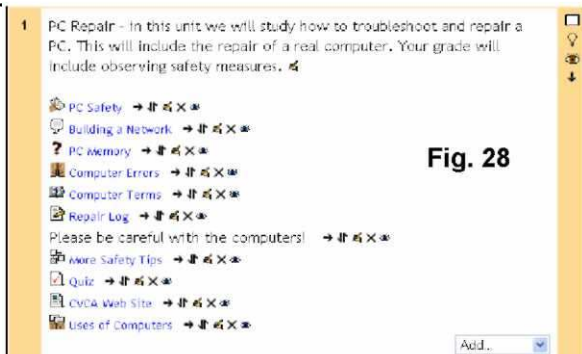 1
PC Repair - In this unit we will study how to troubleshoot and repair a
PC. This will include the repair of a real computer. Your grade will
include observing safety measures.
PC Safety
Building a Network
? PC Memory
Computer Errors
Computer Terms
Repair Log
Please be careful with the computers!
More Safety Tips
Quiz
CVCA Web Site
Uses of Computers
Fig. 28
Add...